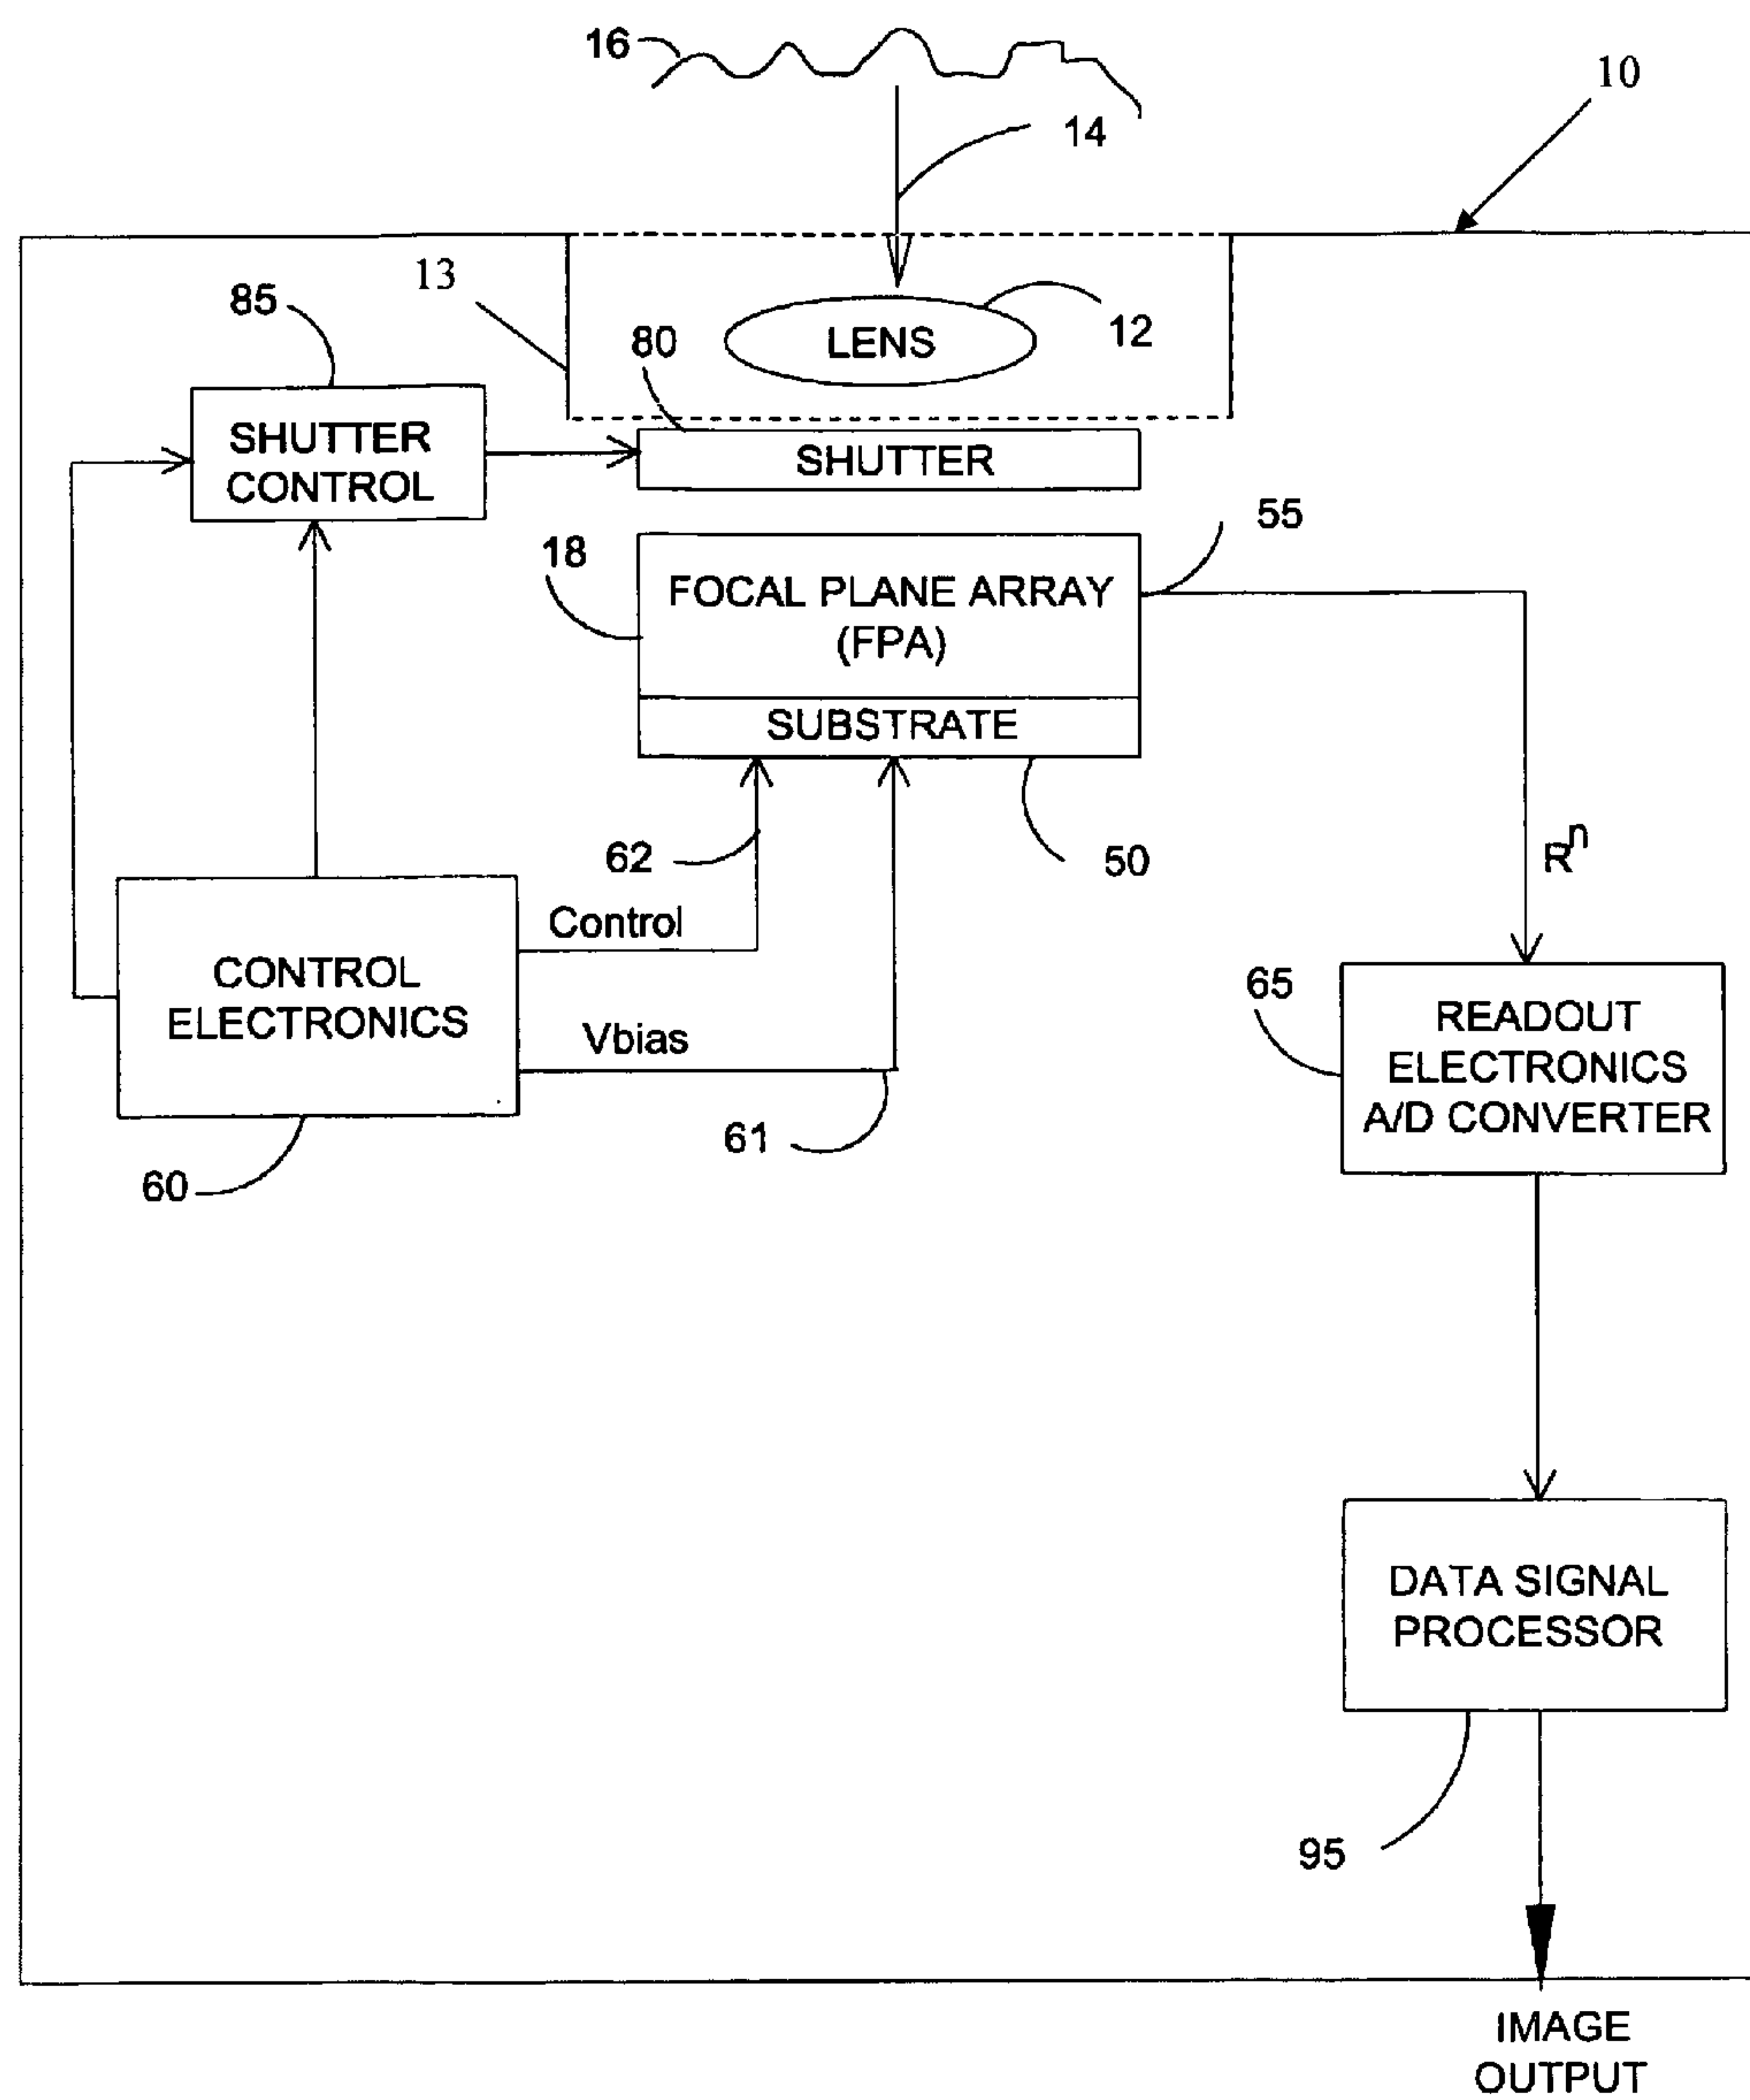 16
10
14
13
85
12
LENS
80
SHUTTER
CONTROL
SHUTTER
55
18
FOCAL PLANE ARRAY
(FPA)
SUBSTRATE
62
50
R^n
Control
CONTROL
ELECTRONICS
65
READOUT
ELECTRONICS
A/D CONVERTER
Vbias
61
60
DATA SIGNAL
PROCESSOR
95
IMAGE
OUTPUT